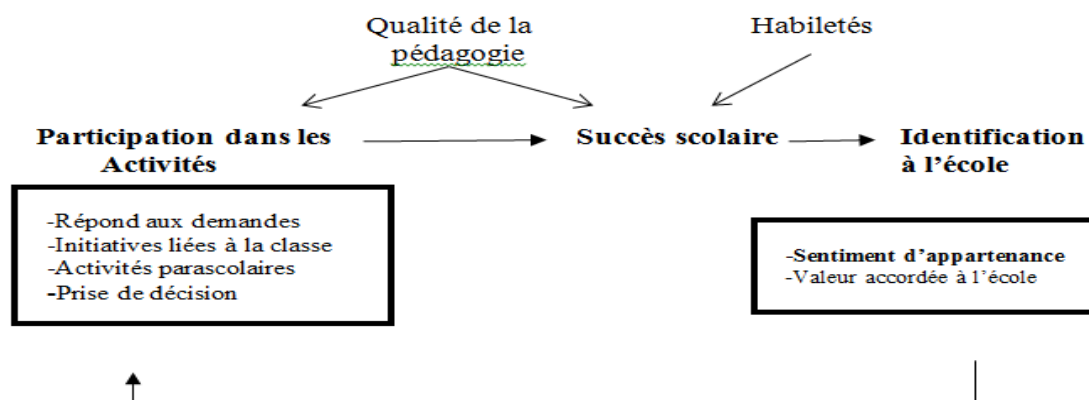 Qualité de la
pédagogie
Habiletés
Participation dans les
Activités
Succès scolaire
Identification
à l'école
-Répond aux demandes
-Initiatives liées à la classe
-Activités parascolaires
-Prise de décision
-Sentiment d'appartenance
-Valeur accordée à l'école